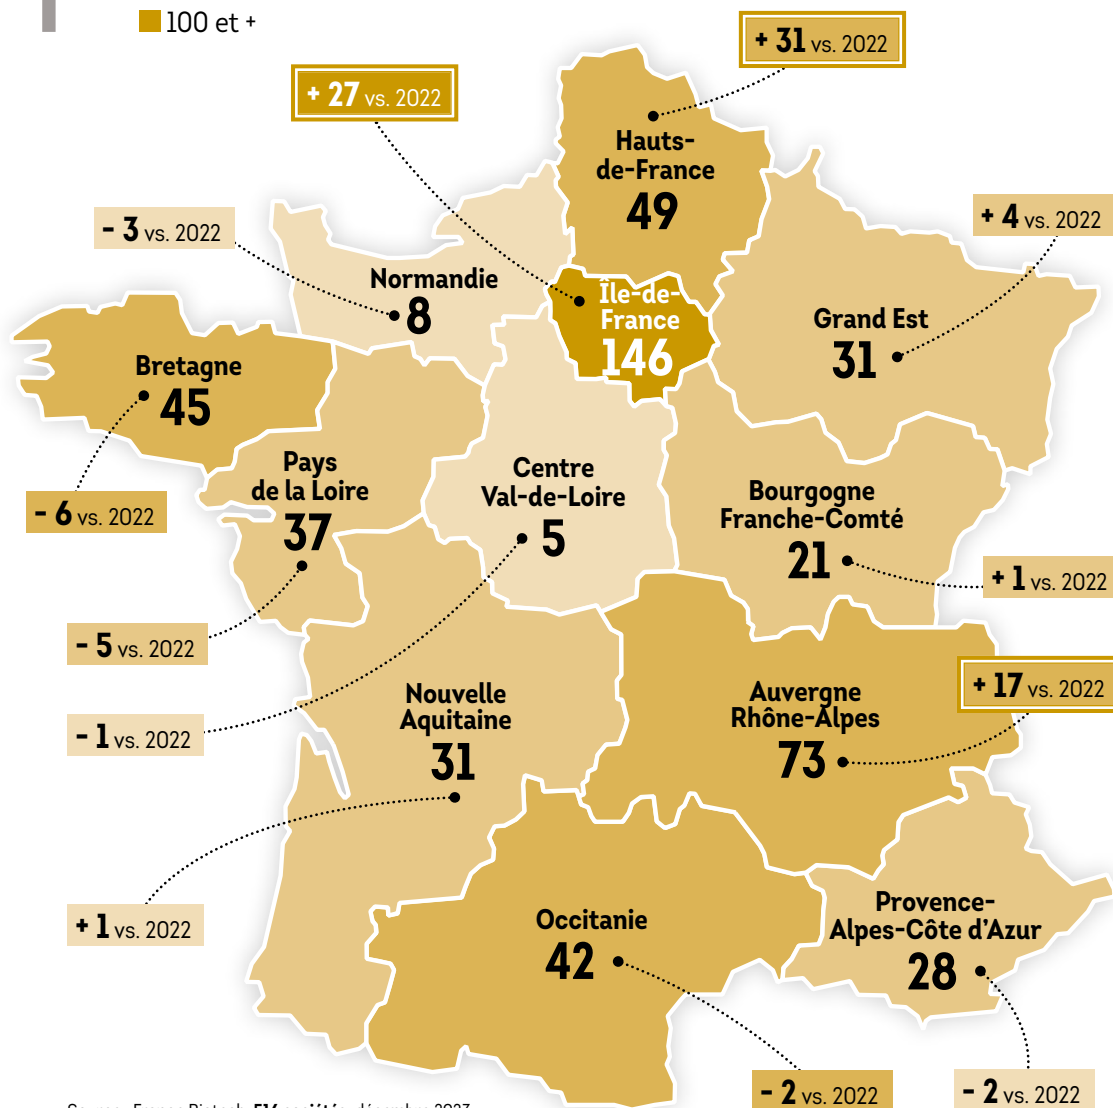 100 et +
+ 31 vs. 2022
+ 27 vs. 2022
Hauts-
de-France
49
- 3 vs. 2022
+ 4 vs. 2022
Normandie
8
Île-de-
France
146
Grand Est
31
Bretagne
45
Pays
de la Loire
37
Centre
Val-de-Loire
5
Bourgogne
Franche-Comté
21
- 6 vs. 2022
+ 1 vs. 2022
- 5 vs. 2022
Nouvelle
Aquitaine
31
Auvergne
Rhône-Alpes
73
+ 17 vs. 2022
- 1 vs. 2022
+ 1 vs. 2022
Occitanie
42
Provence-
Alpes-Côte d'Azur
28
- 2 vs. 2022
- 2 vs. 2022